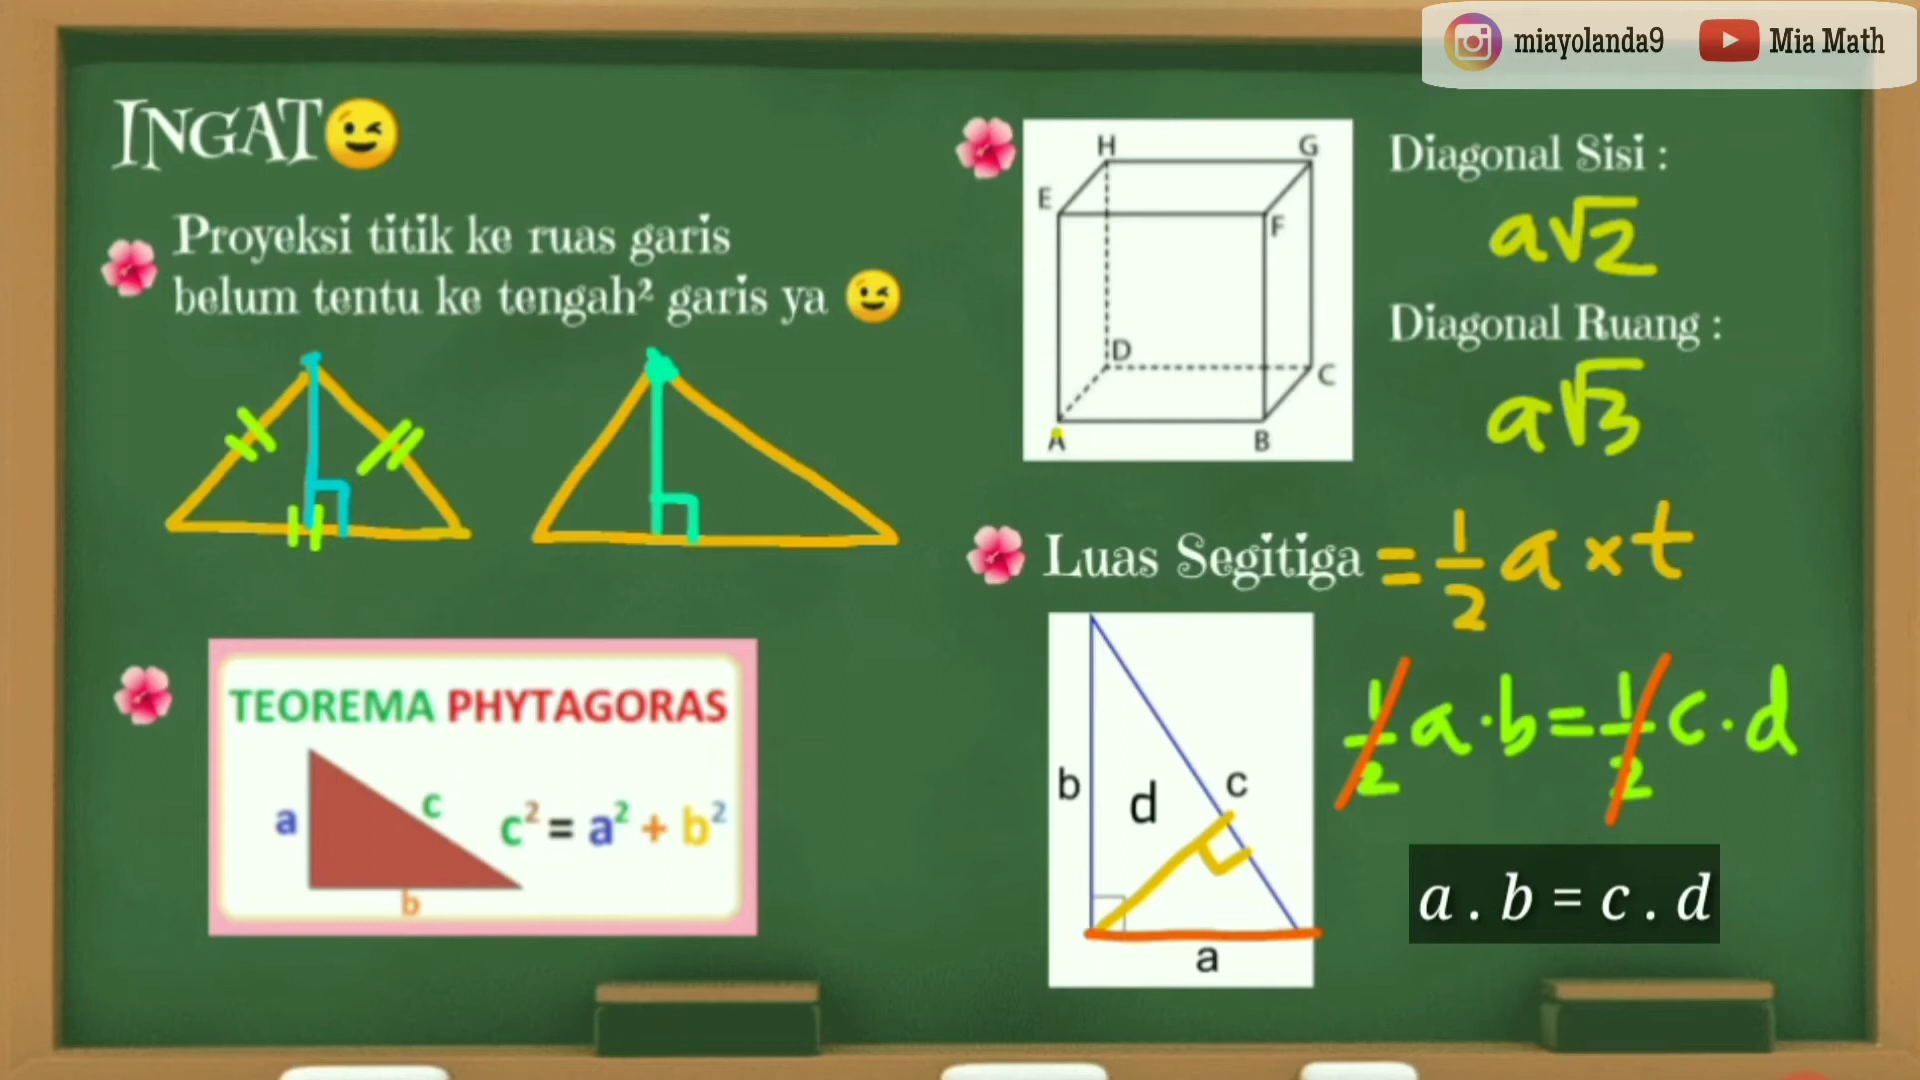 miayolanda9
Mia Math
INGAT😉
Proyeksi titik ke ruas garis
belum tentu ke tengah² garis ya 😉
TEOREMA PHYTAGORAS
a
c
b
c² = a² + b²
H
G
E
F
D
C
A
B
Diagonal Sisi :
a√2
Diagonal Ruang :
a√3
Luas Segitiga = 1/2 a × t
b
d
c
a
1/2 a · b = 1/2 c · d
a . b = c . d